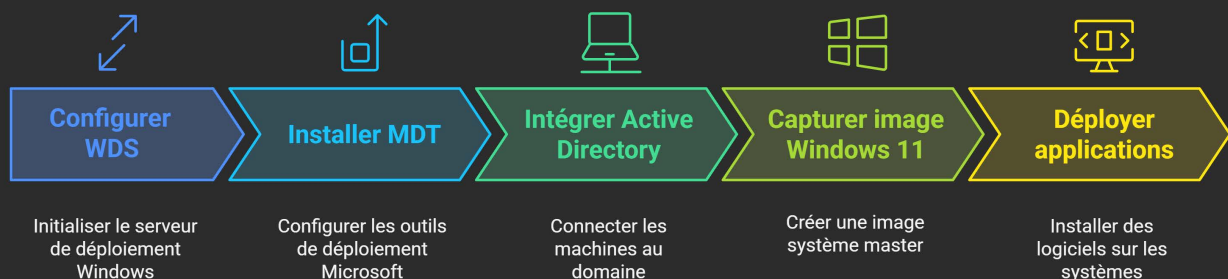 Configurer
WDS
Installer MDT
Intégrer Active
Directory
Capturer image
Windows 11
Déployer
applications
Initialiser le serveur
de déploiement
Windows
Configurer les outils
de déploiement
Microsoft
Connecter les
machines au
domaine
Créer une image
système master
Installer des
logiciels sur les
systèmes